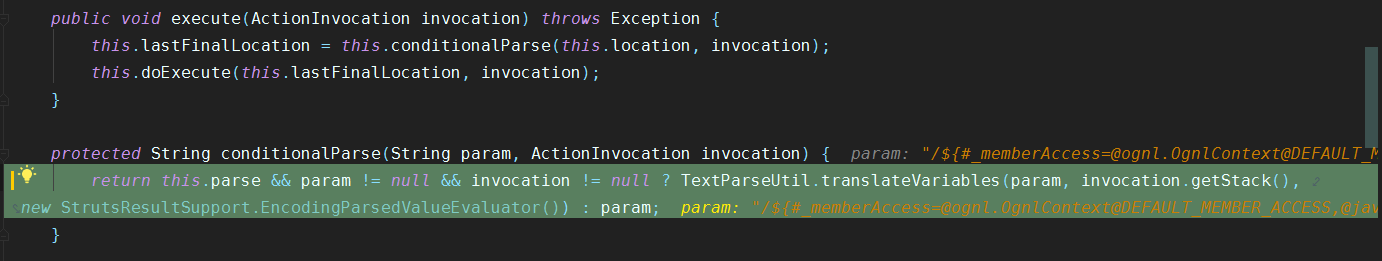 public void execute(ActionInvocation invocation) throws Exception {
this.lastFinalLocation = this.conditionalParse(this.location, invocation);
this.doExecute(this.lastFinalLocation, invocation);
}
protected String conditionalParse(String param, ActionInvocation invocation) { param: "/${#_memberAccess=@ognl.OgnlContext@DEFAULT_M
return this.parse && param != null && invocation != null ? TextParseUtil.translateVariables(param, invocation.getStack(),
new StrutsResultSupport.EncodingParsedValueEvaluator()) : param; param: "/${#_memberAccess=@ognl.OgnlContext@DEFAULT_MEMBER_ACCESS,@jav
}